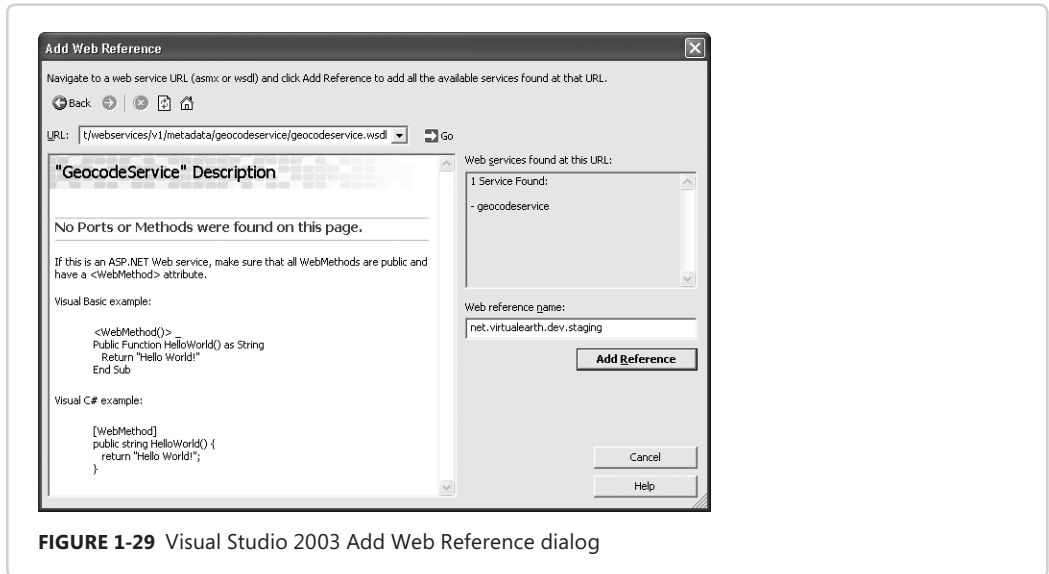 Add Web Reference
Navigate to a web service URL (asmx or wsdl) and click Add Reference to add all the available services found at that URL.
Back
URL: t/webservices/v1/metadata/geocodeservice/geocodeservice.wsdl Go
"GeocodeService" Description
No Ports or Methods were found on this page.
If this is an ASP.NET Web service, make sure that all WebMethods are public and
have a <WebMethod> attribute.
Visual Basic example:
<WebMethod()> _
Public Function HelloWorld() as String
Return "Hello World!"
End Sub
Visual C# example:
[WebMethod]
public string HelloWorld() {
return "Hello World!";
}
Web services found at this URL:
1 Service Found:
- geocodeservice
Web reference name:
net.virtualearth.dev.staging
Add Reference
Cancel
Help
FIGURE 1-29 Visual Studio 2003 Add Web Reference dialog